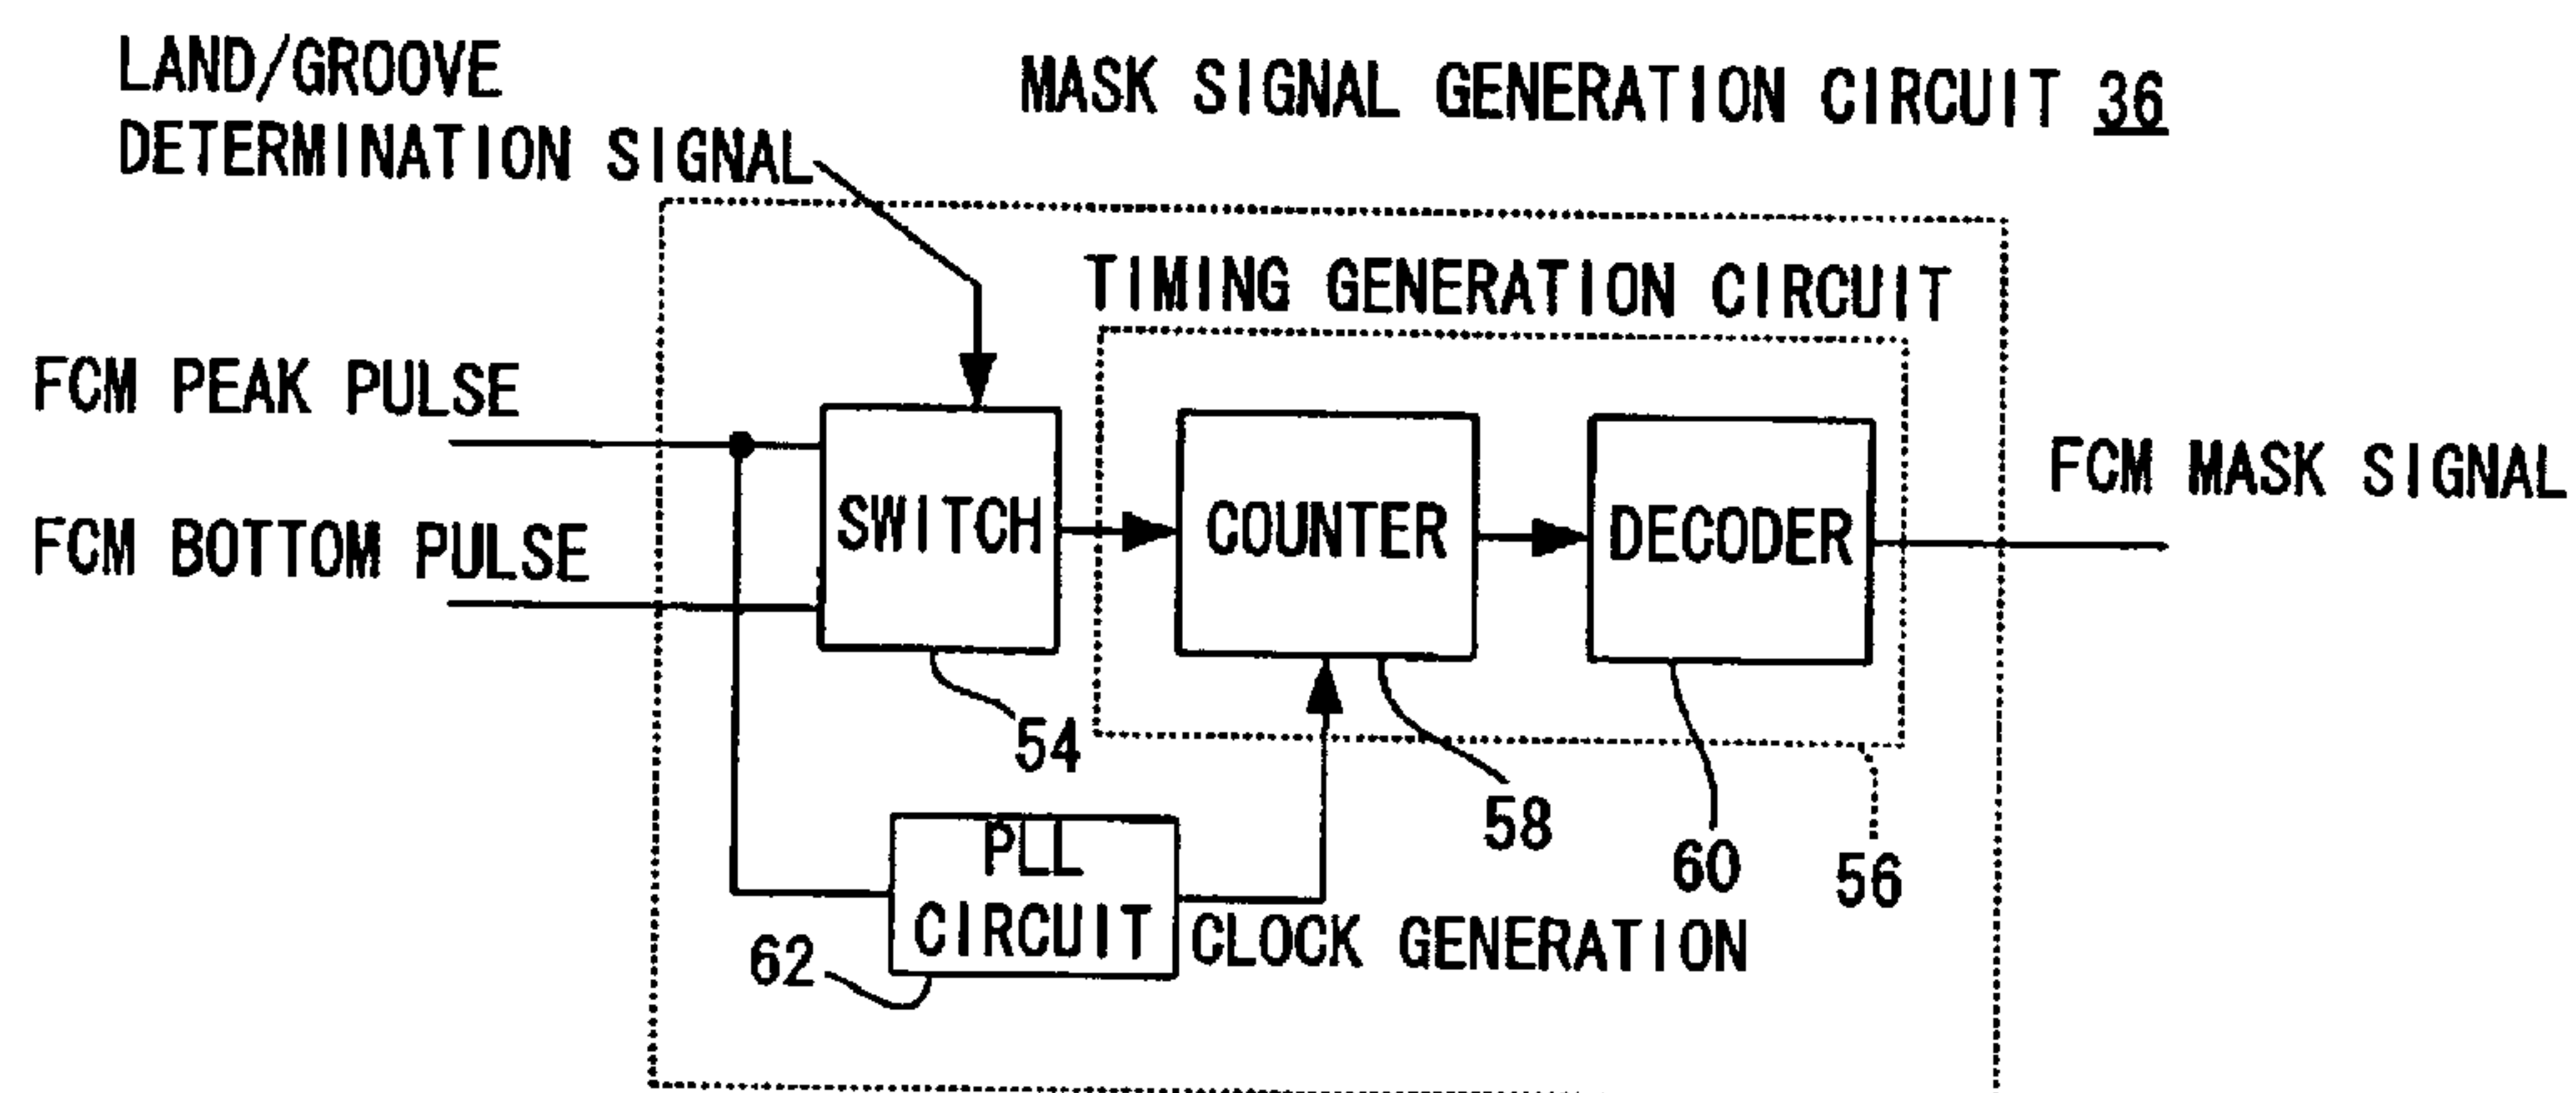 LAND/GROOVE
DETERMINATION SIGNAL
MASK SIGNAL GENERATION CIRCUIT 36
TIMING GENERATION CIRCUIT
FCM PEAK PULSE
FCM BOTTOM PULSE
SWITCH
COUNTER
DECODER
FCM MASK SIGNAL
54
58
60
56
PLL
CIRCUIT
62
CLOCK GENERATION